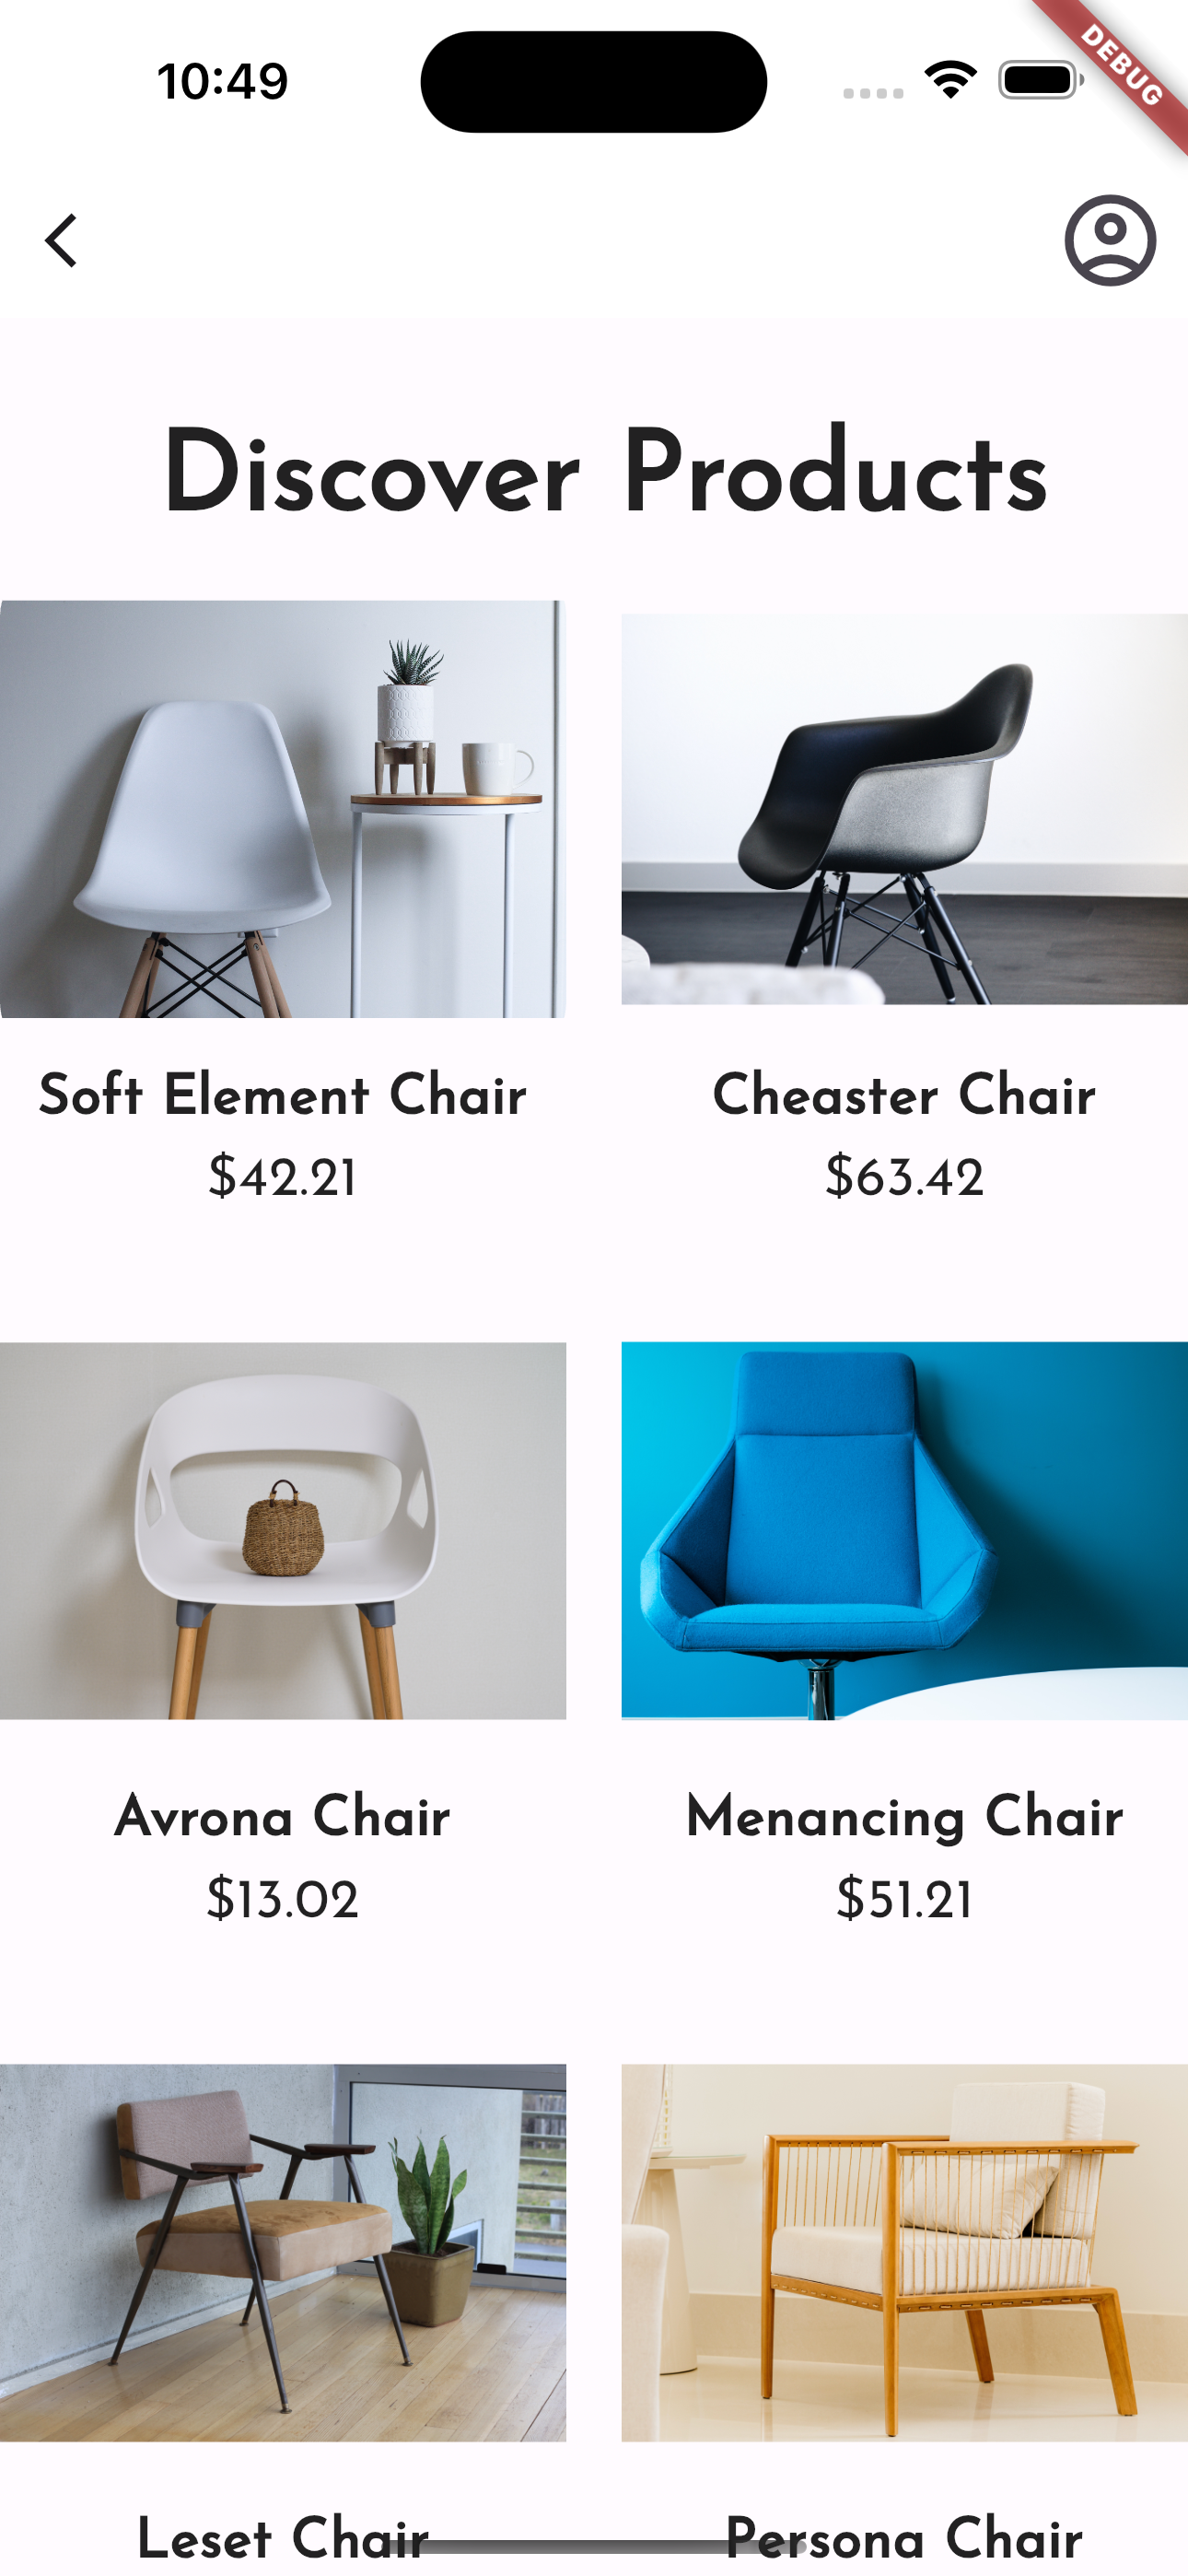 10:49
DEBUG
Discover Products
Soft Element Chair
$42.21
Cheaster Chair
$63.42
Avrona Chair
$13.02
Menancing Chair
$51.21
Leset Chair
Persona Chair